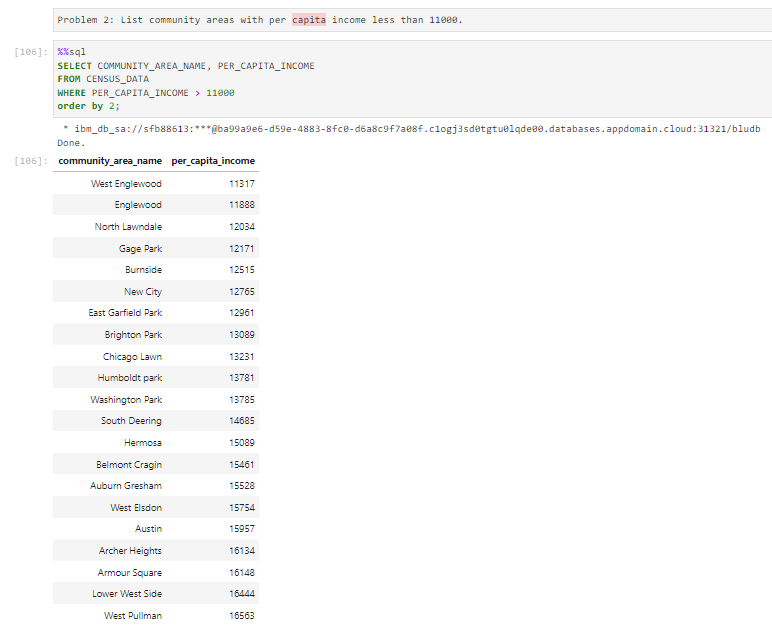 Problem 2: List community areas with per capita income less than 11000.
[106]: %%sql
SELECT COMMUNITY_AREA_NAME, PER_CAPITA_INCOME
FROM CENSUS_DATA
WHERE PER_CAPITA_INCOME > 11000
order by 2;
* ibm_db_sa://sfb88613:***@ba99a9e6-d59e-4883-8fc0-d6a8c9f7a08f.c1ogj3sd0tgtu0lqde00.databases.appdomain.cloud:31321/bludb
Done.
[106]: community_area_name per_capita_income
West Englewood 11317
Englewood 11888
North Lawndale 12034
Gage Park 12171
Burnside 12515
New City 12765
East Garfield Park 12961
Brighton Park 13089
Chicago Lawn 13231
Humboldt park 13781
Washington Park 13785
South Deering 14685
Hermosa 15089
Belmont Cragin 15461
Auburn Gresham 15528
West Elsdon 15754
Austin 15957
Archer Heights 16134
Armour Square 16148
Lower West Side 16444
West Pullman 16563